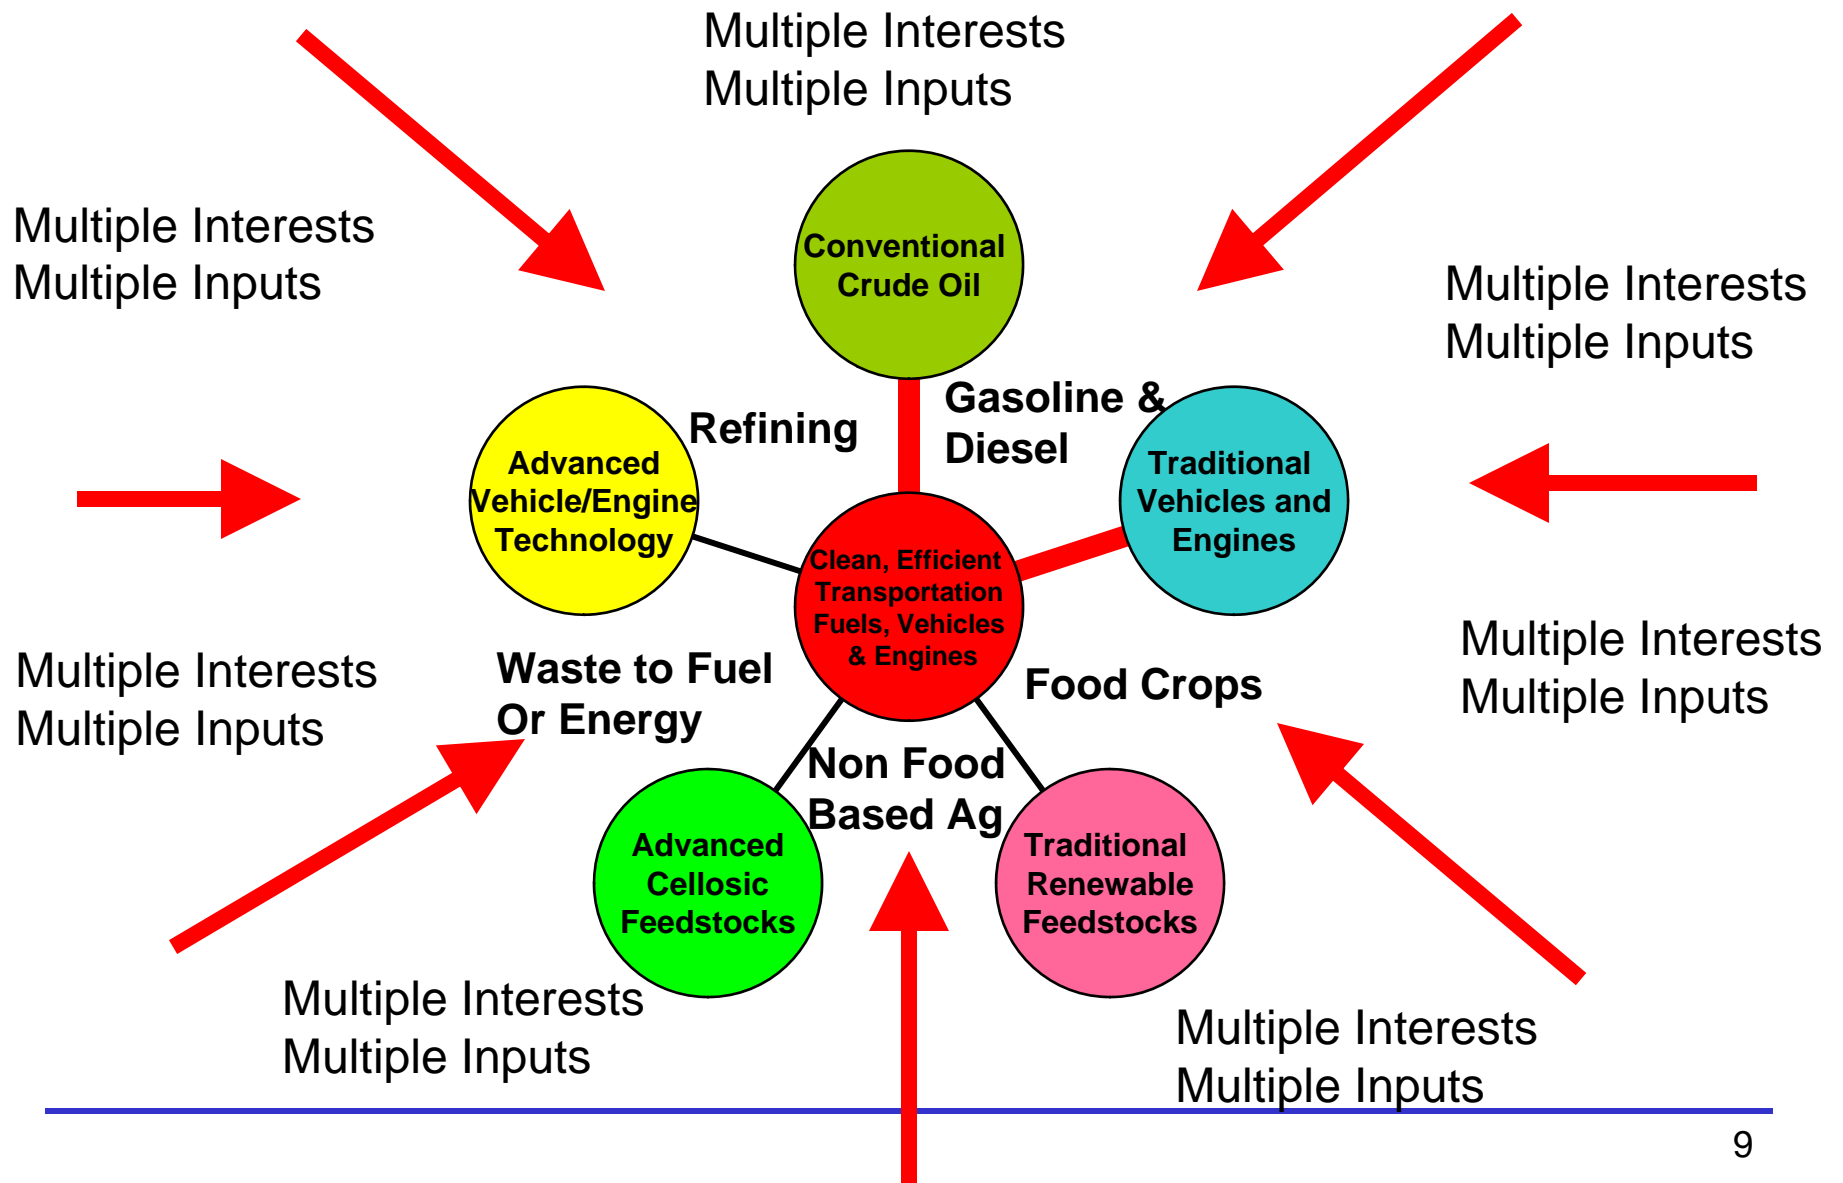 Multiple Interests
Multiple Inputs
Multiple Interests
Multiple Inputs
Conventional
Crude Oil
Multiple Interests
Multiple Inputs
Refining
Gasoline &
Diesel
Advanced
Vehicle/Engine
Technology
Traditional
Vehicles and
Engines
Clean, Efficient
Transportation
Fuels, Vehicles
& Engines
Multiple Interests
Multiple Inputs
Waste to Fuel
Or Energy
Food Crops
Multiple Interests
Multiple Inputs
Non Food
Based Ag
Advanced
Cellosic
Feedstocks
Traditional
Renewable
Feedstocks
Multiple Interests
Multiple Inputs
Multiple Interests
Multiple Inputs
9